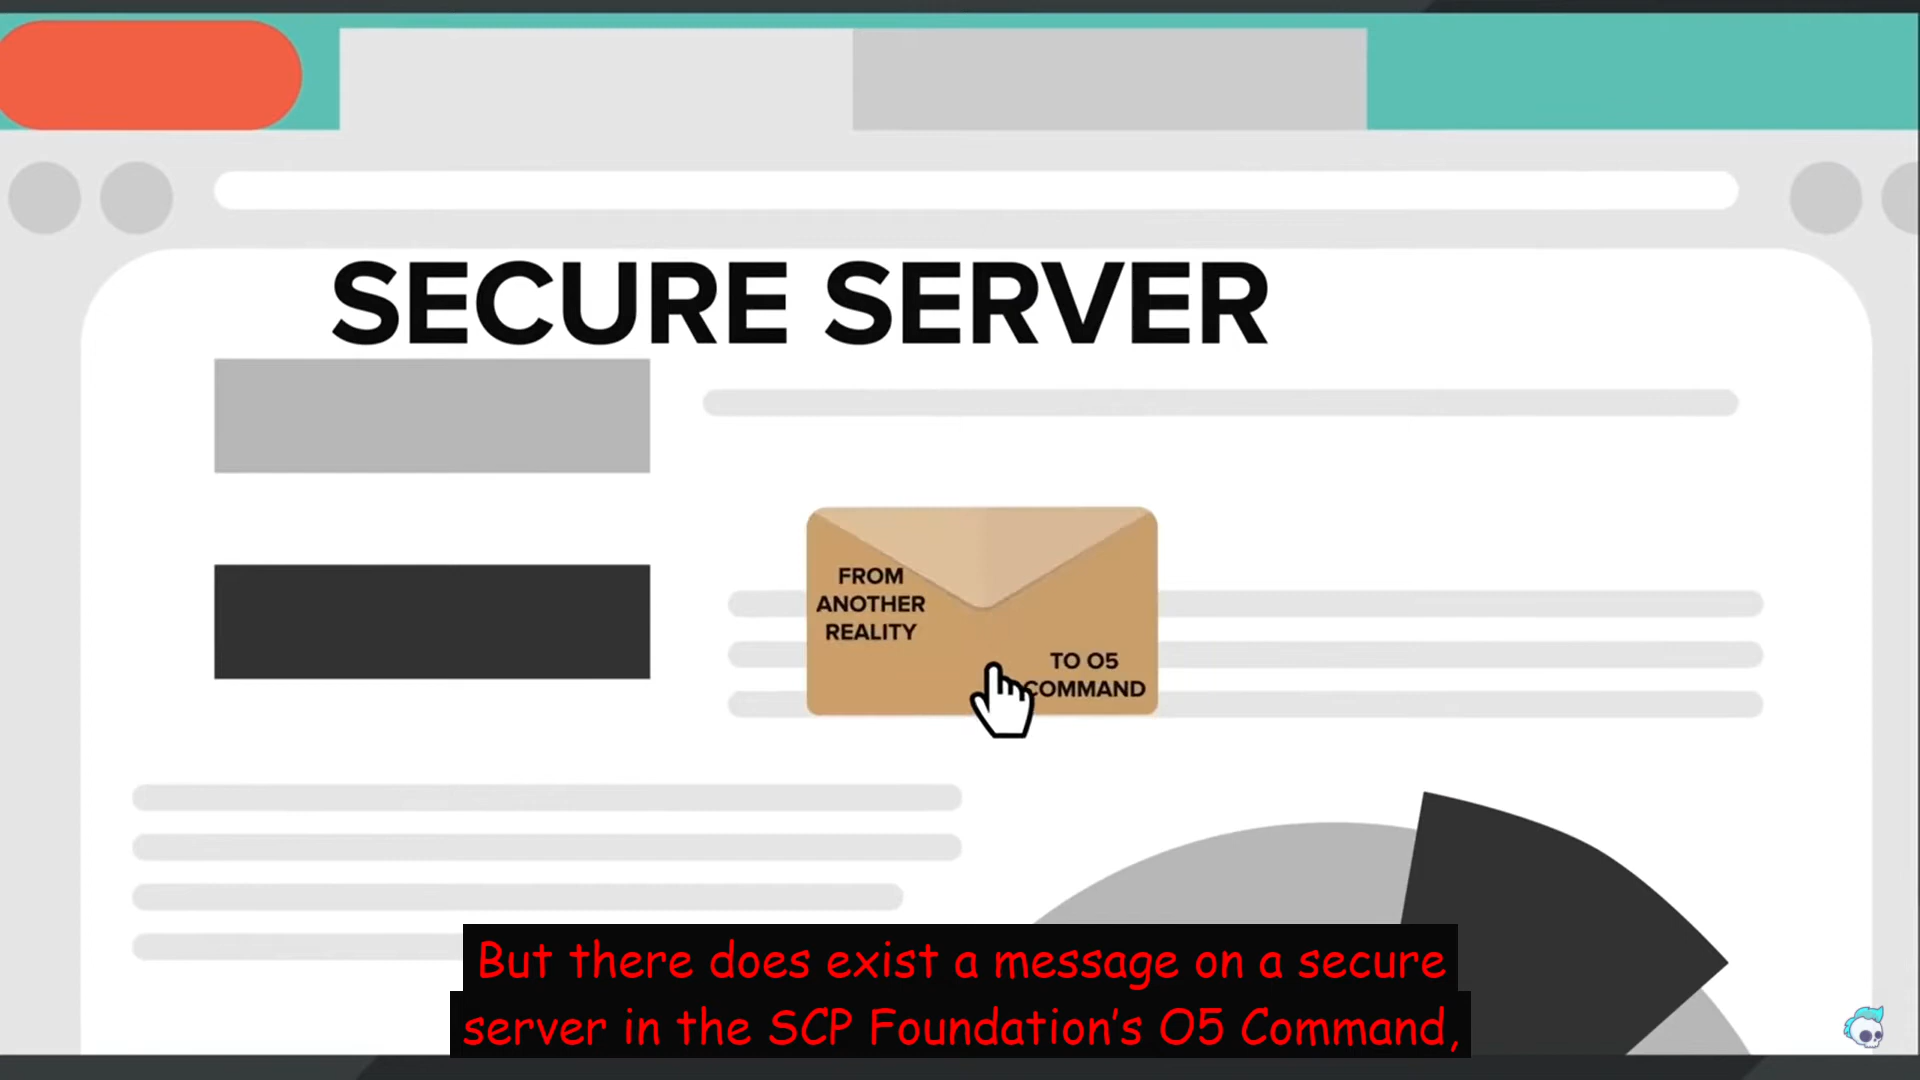 SECURE SERVER
FROM
ANOTHER
REALITY
TO O5
COMMAND
But there does exist a message on a secure
server in the SCP Foundation's O5 Command,